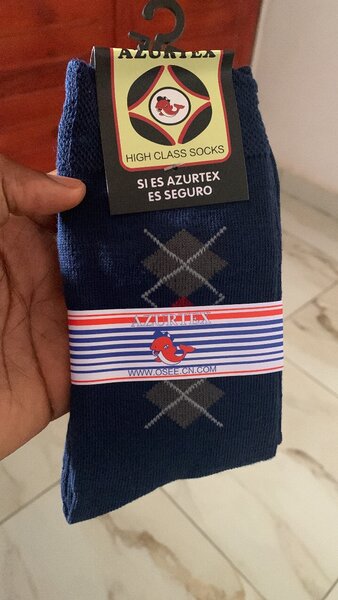 AZURTEX
HIGH CLASS SOCKS
SI ES AZURTEX
ES SEGURO
AZURTEX
WWW.OSEE.CN.COM